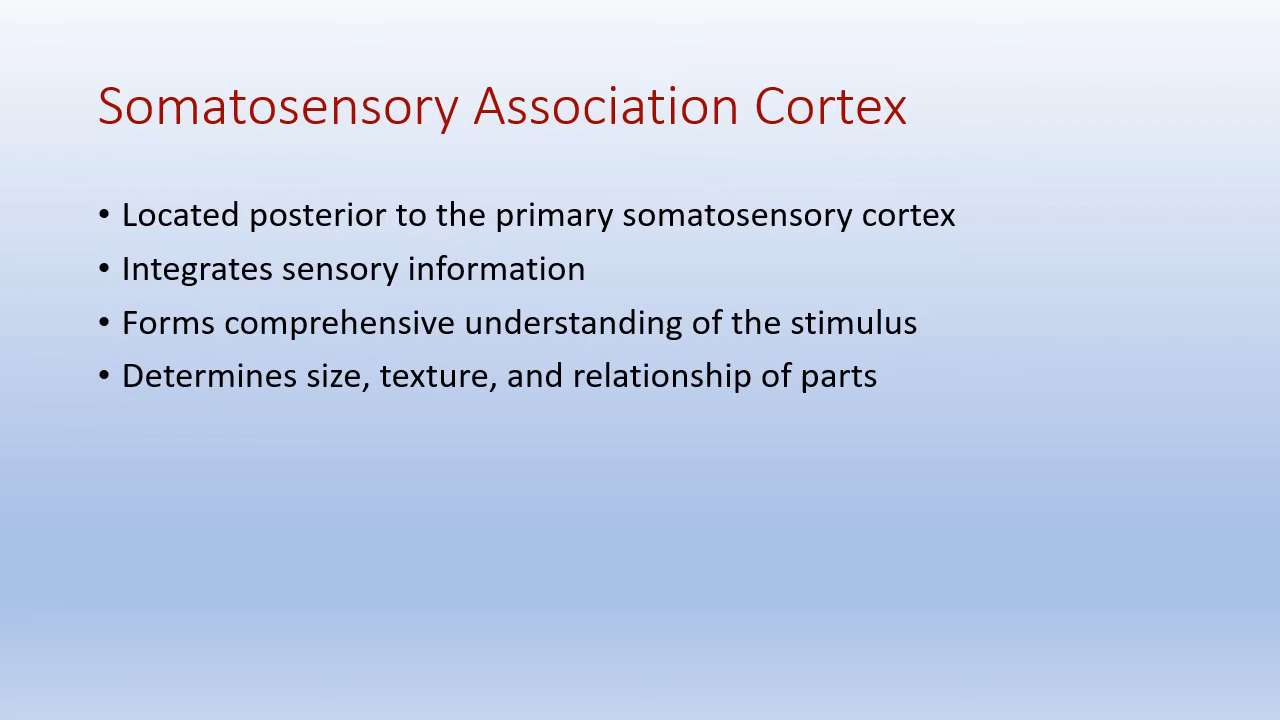 Somatosensory Association Cortex
• Located posterior to the primary somatosensory cortex
• Integrates sensory information
• Forms comprehensive understanding of the stimulus
• Determines size, texture, and relationship of parts